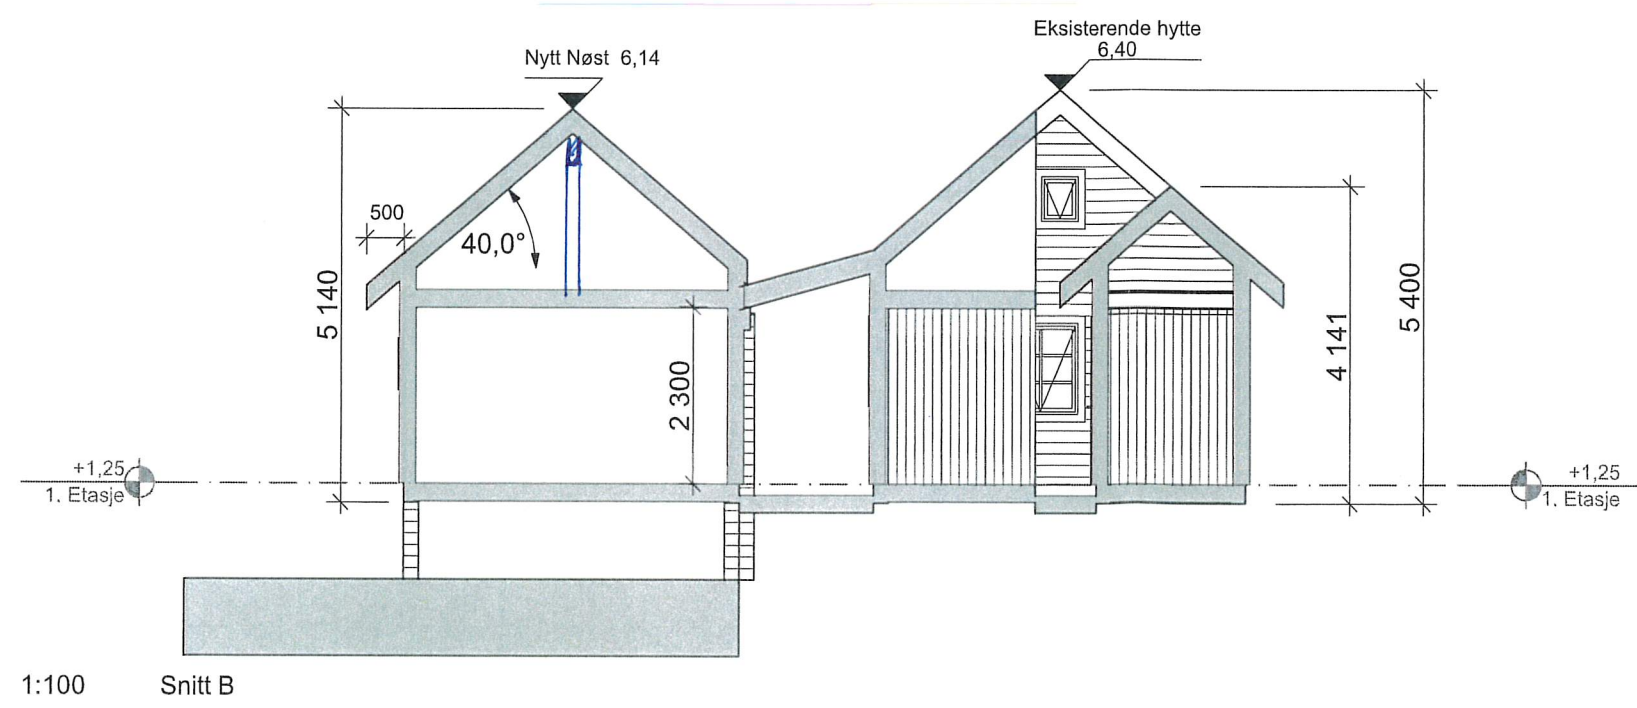 Eksisterende hytte
6,40
Nytt Nøst 6,14
500
40,0°
5 140
2 300
4 141
5 400
+1,25
1. Etasje
+1,25
1. Etasje
1:100 Snitt B